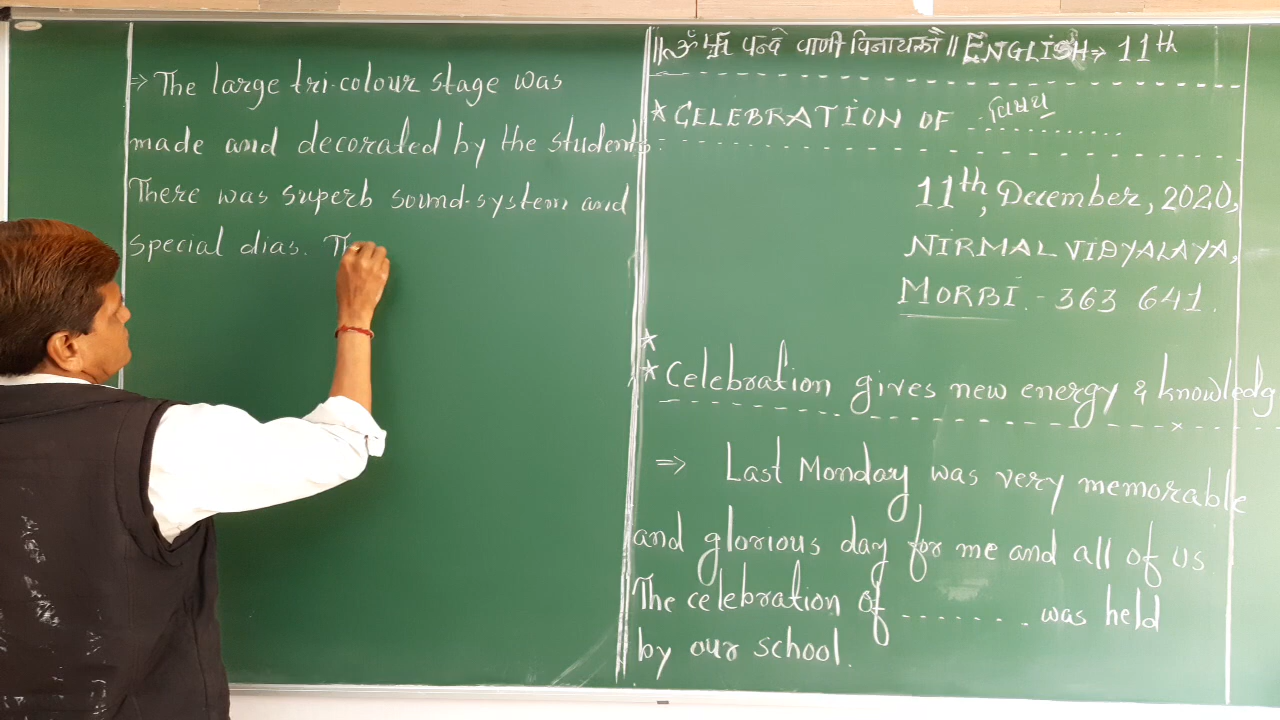 ॥ ૐ 卐 वन्दे वाणी विनायकौ ॥ ENGLISH ⇒ 11th
* CELEBRATION OF ............
11th, December, 2020,
NIRMAL VIDYALAYA,
MORBI. - 363 641.
*
* Celebration gives new energy & knowledg
⇒ Last Monday was very memorable
and glorious day for me and all of us
The celebration of ....... was held
by our school.
⇒ The large tri-colour stage was
made and decorated by the students.
There was superb sound-system and
special dias. Th